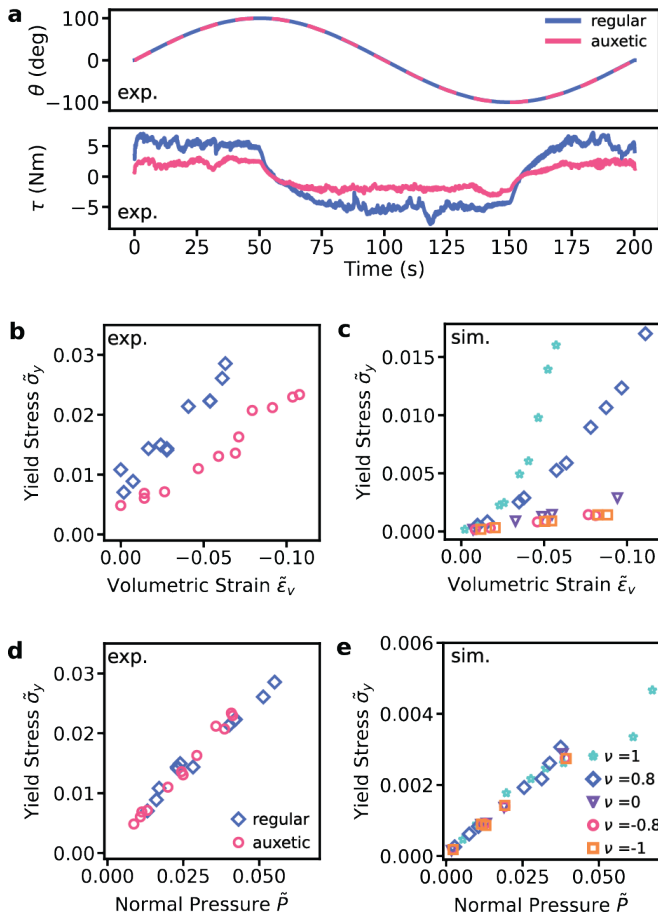 a
regular
auxetic
100
0
−100
θ (deg)
exp.
5
0
−5
τ (Nm)
exp.
0 25 50 75 100 125 150 175 200
Time (s)
b
exp.
0.03
0.02
0.01
0.00
Yield Stress σ̃y
0.00 −0.05 −0.10
Volumetric Strain ε̃v
c
sim.
0.015
0.010
0.005
0.000
Yield Stress σ̃y
0.00 −0.05 −0.10
Volumetric Strain ε̃v
d
exp.
0.03
0.02
0.01
0.00
Yield Stress σ̃y
regular
auxetic
0.000 0.025 0.050
Normal Pressure P̃
e
sim.
0.006
0.004
0.002
0.000
Yield Stress σ̃y
ν =1
ν =0.8
ν =0
ν =-0.8
ν =-1
0.00 0.02 0.04 0.06
Normal Pressure P̃